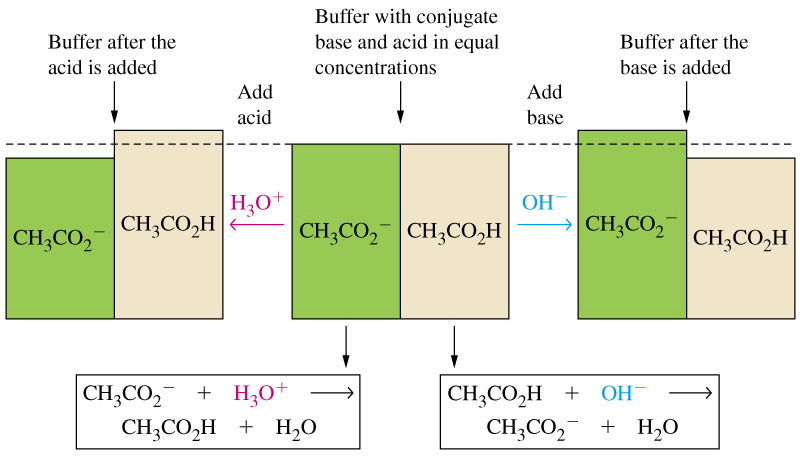 Buffer after the
acid is added
Add
acid
Buffer with conjugate
base and acid in equal
concentrations
Add
base
Buffer after the
base is added
CH₃CO₂⁻
CH₃CO₂H
H₃O⁺
CH₃CO₂⁻
CH₃CO₂H
OH⁻
CH₃CO₂⁻
CH₃CO₂H
CH₃CO₂⁻ + H₃O⁺ ⟶
CH₃CO₂H + H₂O
CH₃CO₂H + OH⁻ ⟶
CH₃CO₂⁻ + H₂O